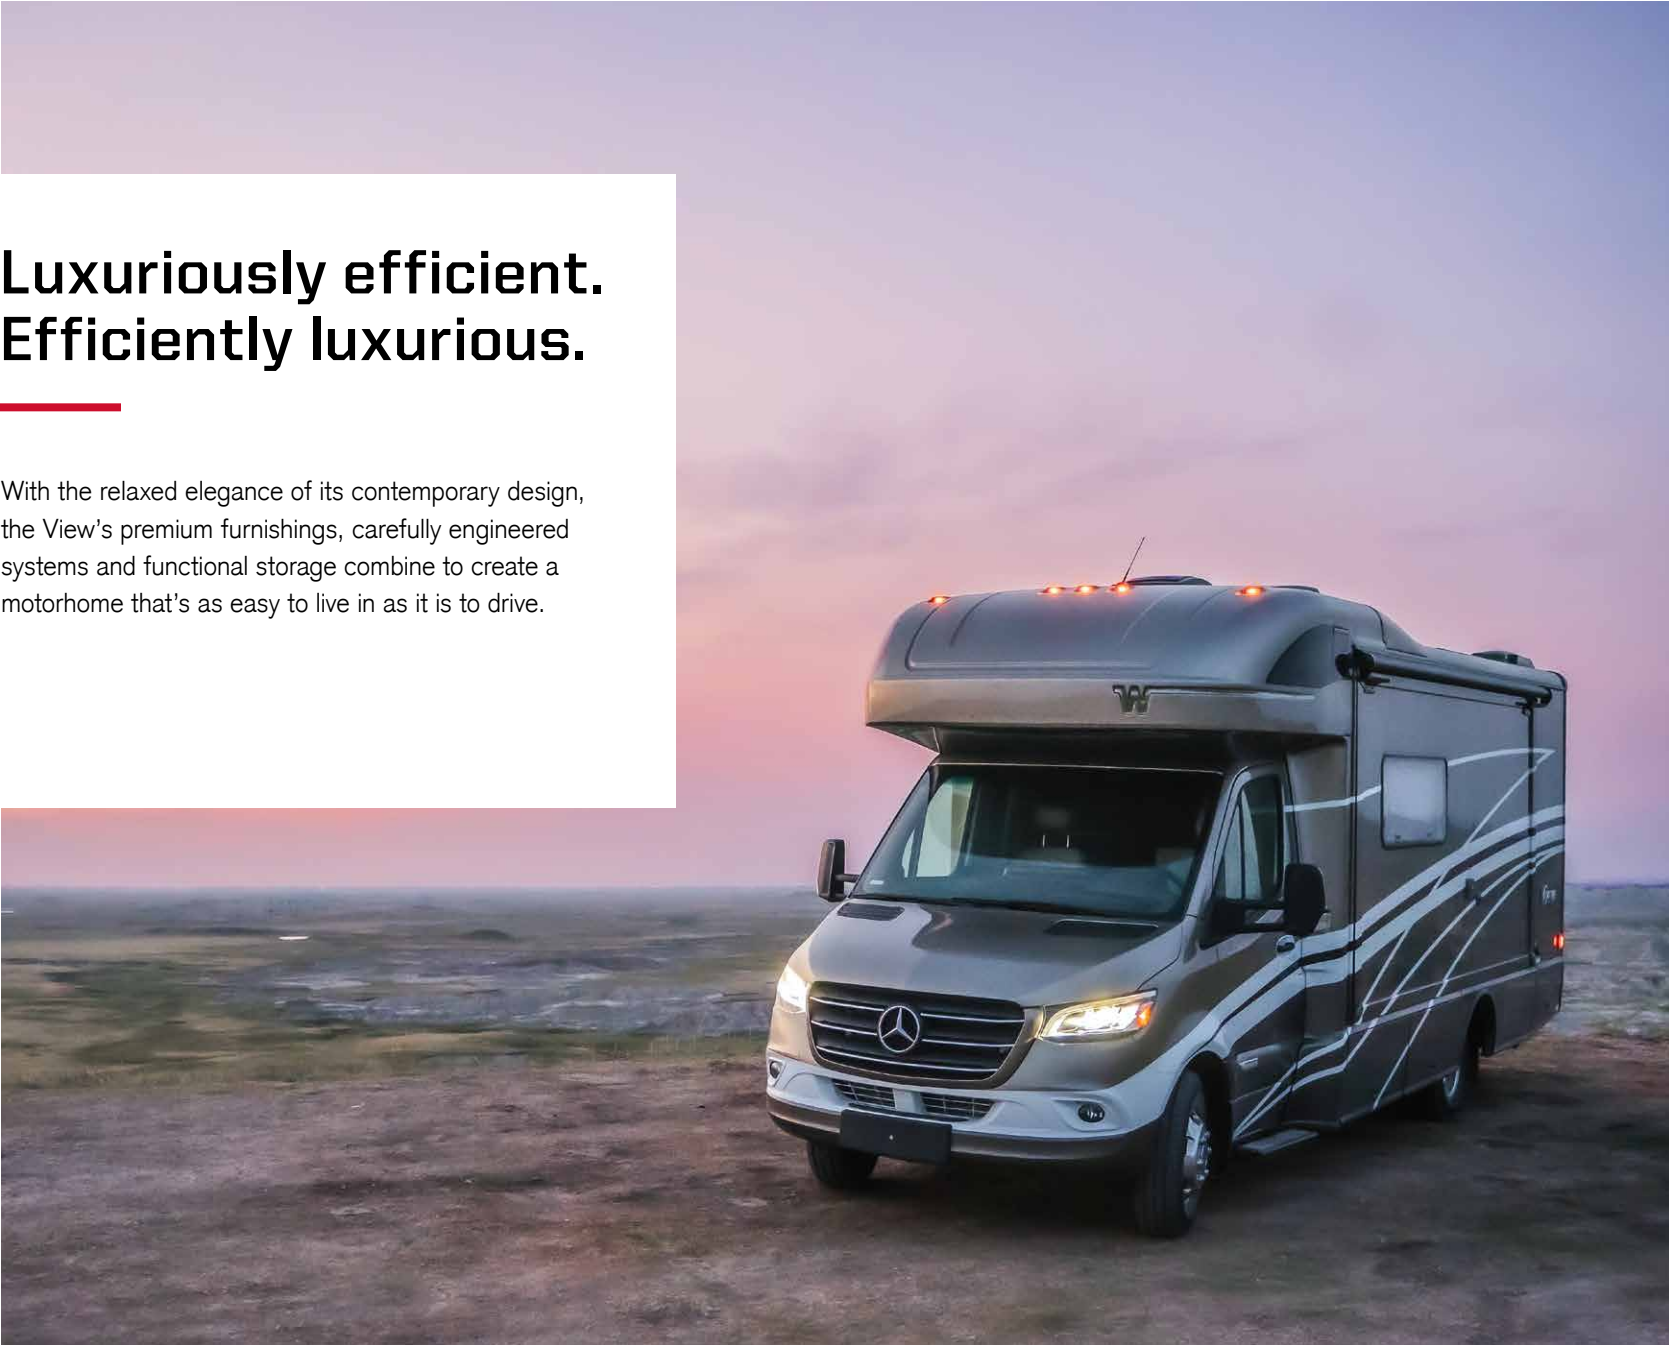 Luxuriously efficient.
Efficiently luxurious.
With the relaxed elegance of its contemporary design,
the View’s premium furnishings, carefully engineered
systems and functional storage combine to create a
motorhome that’s as easy to live in as it is to drive.
W